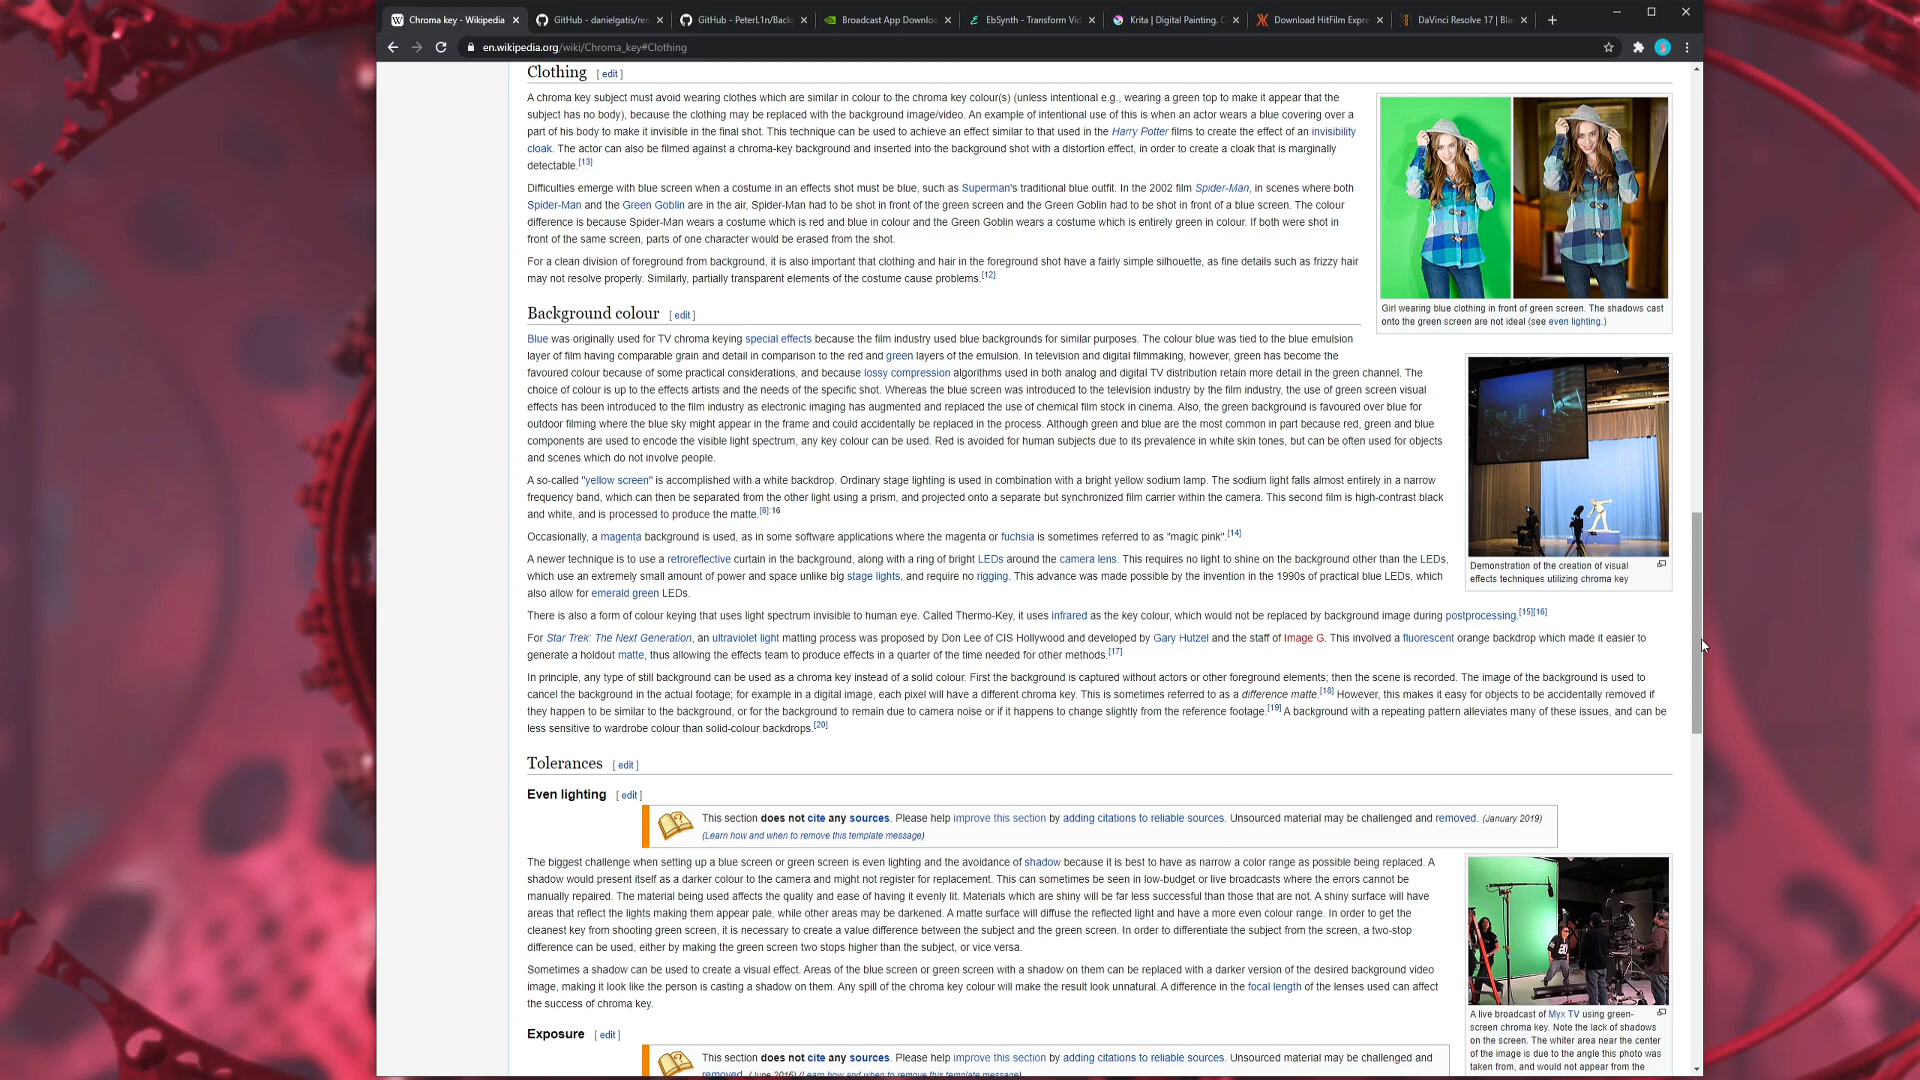 Chroma key - Wikipedia
GitHub - danielgatis/ren
GitHub - PeterL1n/Back
Broadcast App Downloa
EbSynth - Transform Vid
Krita | Digital Painting. C
Download HitFilm Expre
DaVinci Resolve 17 | Bla
en.wikipedia.org/wiki/Chroma_key#Clothing
Clothing [ edit ]
A chroma key subject must avoid wearing clothes which are similar in colour to the chroma key colour(s) (unless intentional e.g., wearing a green top to make it appear that the
subject has no body), because the clothing may be replaced with the background image/video. An example of intentional use of this is when an actor wears a blue covering over a
part of his body to make it invisible in the final shot. This technique can be used to achieve an effect similar to that used in the Harry Potter films to create the effect of an invisibility
cloak. The actor can also be filmed against a chroma-key background and inserted into the background shot with a distortion effect, in order to create a cloak that is marginally
detectable.[13]
Difficulties emerge with blue screen when a costume in an effects shot must be blue, such as Superman's traditional blue outfit. In the 2002 film Spider-Man, in scenes where both
Spider-Man and the Green Goblin are in the air, Spider-Man had to be shot in front of the green screen and the Green Goblin had to be shot in front of a blue screen. The colour
difference is because Spider-Man wears a costume which is red and blue in colour and the Green Goblin wears a costume which is entirely green in colour. If both were shot in
front of the same screen, parts of one character would be erased from the shot.
For a clean division of foreground from background, it is also important that clothing and hair in the foreground shot have a fairly simple silhouette, as fine details such as frizzy hair
may not resolve properly. Similarly, partially transparent elements of the costume cause problems.[12]
Girl wearing blue clothing in front of green screen. The shadows cast
onto the green screen are not ideal (see even lighting.)
Background colour [ edit ]
Blue was originally used for TV chroma keying special effects because the film industry used blue backgrounds for similar purposes. The colour blue was tied to the blue emulsion
layer of film having comparable grain and detail in comparison to the red and green layers of the emulsion. In television and digital filmmaking, however, green has become the
favoured colour because of some practical considerations, and because lossy compression algorithms used in both analog and digital TV distribution retain more detail in the green channel. The
choice of colour is up to the effects artists and the needs of the specific shot. Whereas the blue screen was introduced to the television industry by the film industry, the use of green screen visual
effects has been introduced to the film industry as electronic imaging has augmented and replaced the use of chemical film stock in cinema. Also, the green background is favoured over blue for
outdoor filming where the blue sky might appear in the frame and could accidentally be replaced in the process. Although green and blue are the most common in part because red, green and blue
components are used to encode the visible light spectrum, any key colour can be used. Red is avoided for human subjects due to its prevalence in white skin tones, but can be often used for objects
and scenes which do not involve people.
A so-called "yellow screen" is accomplished with a white backdrop. Ordinary stage lighting is used in combination with a bright yellow sodium lamp. The sodium light falls almost entirely in a narrow
frequency band, which can then be separated from the other light using a prism, and projected onto a separate but synchronized film carrier within the camera. This second film is high-contrast black
and white, and is processed to produce the matte.[6]:16
Occasionally, a magenta background is used, as in some software applications where the magenta or fuchsia is sometimes referred to as "magic pink".[14]
A newer technique is to use a retroreflective curtain in the background, along with a ring of bright LEDs around the camera lens. This requires no light to shine on the background other than the LEDs,
which use an extremely small amount of power and space unlike big stage lights, and require no rigging. This advance was made possible by the invention in the 1990s of practical blue LEDs, which
also allow for emerald green LEDs.
Demonstration of the creation of visual
effects techniques utilizing chroma key
There is also a form of colour keying that uses light spectrum invisible to human eye. Called Thermo-Key, it uses infrared as the key colour, which would not be replaced by background image during postprocessing.[15][16]
For Star Trek: The Next Generation, an ultraviolet light matting process was proposed by Don Lee of CIS Hollywood and developed by Gary Hutzel and the staff of Image G. This involved a fluorescent orange backdrop which made it easier to
generate a holdout matte, thus allowing the effects team to produce effects in a quarter of the time needed for other methods.[17]
In principle, any type of still background can be used as a chroma key instead of a solid colour. First the background is captured without actors or other foreground elements; then the scene is recorded. The image of the background is used to
cancel the background in the actual footage; for example in a digital image, each pixel will have a different chroma key. This is sometimes referred to as a difference matte.[18] However, this makes it easy for objects to be accidentally removed if
they happen to be similar to the background, or for the background to remain due to camera noise or if it happens to change slightly from the reference footage.[19] A background with a repeating pattern alleviates many of these issues, and can be
less sensitive to wardrobe colour than solid-colour backdrops.[20]
Tolerances [ edit ]
Even lighting [ edit ]
This section does not cite any sources. Please help improve this section by adding citations to reliable sources. Unsourced material may be challenged and removed. (January 2019)
(Learn how and when to remove this template message)
The biggest challenge when setting up a blue screen or green screen is even lighting and the avoidance of shadow because it is best to have as narrow a color range as possible being replaced. A
shadow would present itself as a darker colour to the camera and might not register for replacement. This can sometimes be seen in low-budget or live broadcasts where the errors cannot be
manually repaired. The material being used affects the quality and ease of having it evenly lit. Materials which are shiny will be far less successful than those that are not. A shiny surface will have
areas that reflect the lights making them appear pale, while other areas may be darkened. A matte surface will diffuse the reflected light and have a more even colour range. In order to get the
cleanest key from shooting green screen, it is necessary to create a value difference between the subject and the green screen. In order to differentiate the subject from the screen, a two-stop
difference can be used, either by making the green screen two stops higher than the subject, or vice versa.
Sometimes a shadow can be used to create a visual effect. Areas of the blue screen or green screen with a shadow on them can be replaced with a darker version of the desired background video
image, making it look like the person is casting a shadow on them. Any spill of the chroma key colour will make the result look unnatural. A difference in the focal length of the lenses used can affect
the success of chroma key.
20
A live broadcast of Myx TV using green-
screen chroma key. Note the lack of shadows
on the screen. The whiter area near the center
of the image is due to the angle this photo was
taken from, and would not appear from the
Exposure [ edit ]
This section does not cite any sources. Please help improve this section by adding citations to reliable sources. Unsourced material may be challenged and
removed. (June 2016) (Learn how and when to remove this template message)